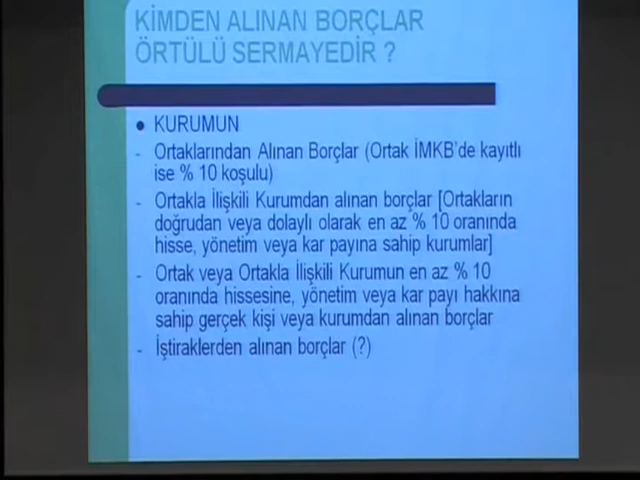 KİMDEN ALINAN BORÇLAR
ÖRTÜLÜ SERMAYEDİR ?
• KURUMUN
- Ortaklarından Alınan Borçlar (Ortak İMKB'de kayıtlı
ise % 10 koşulu)
- Ortakla İlişkili Kurumdan alınan borçlar [Ortakların
doğrudan veya dolaylı olarak en az % 10 oranında
hisse, yönetim veya kar payına sahip kurumlar]
- Ortak veya Ortakla İlişkili Kurumun en az % 10
oranında hissesine, yönetim veya kar payı hakkına
sahip gerçek kişi veya kurumdan alınan borçlar
- İştiraklerden alınan borçlar (?)